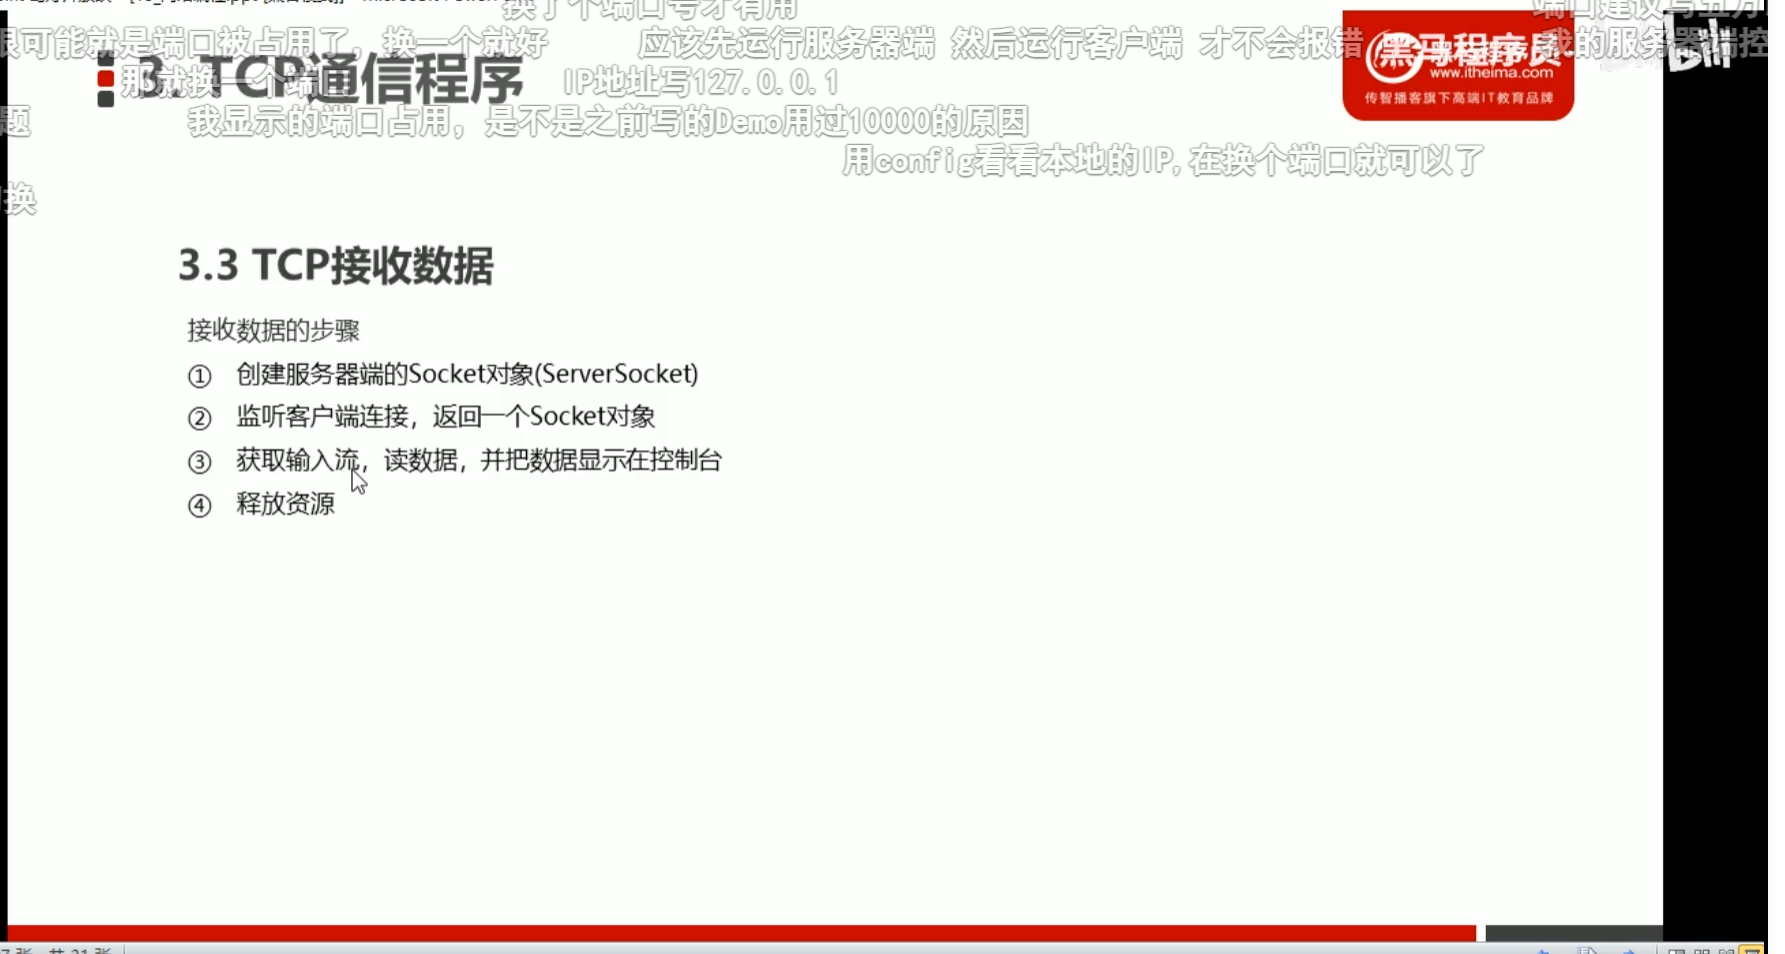 换了个端口号才有用
端口建议写五万
很可能就是端口被占用了，换一个就好
应该先运行服务器端 然后运行客户端 才不会报错
我的服务器端控
黑马程序员
www.itheima.com
传智播客旗下高端IT教育品牌
3. TCP通信程序
那就换一个端口
IP地址写127.0.0.1
题
我显示的端口占用，是不是之前写的Demo用过10000的原因
用config看看本地的IP,在换个端口就可以了
换
3.3 TCP接收数据
接收数据的步骤
① 创建服务器端的Socket对象(ServerSocket)
② 监听客户端连接，返回一个Socket对象
③ 获取输入流，读数据，并把数据显示在控制台
④ 释放资源